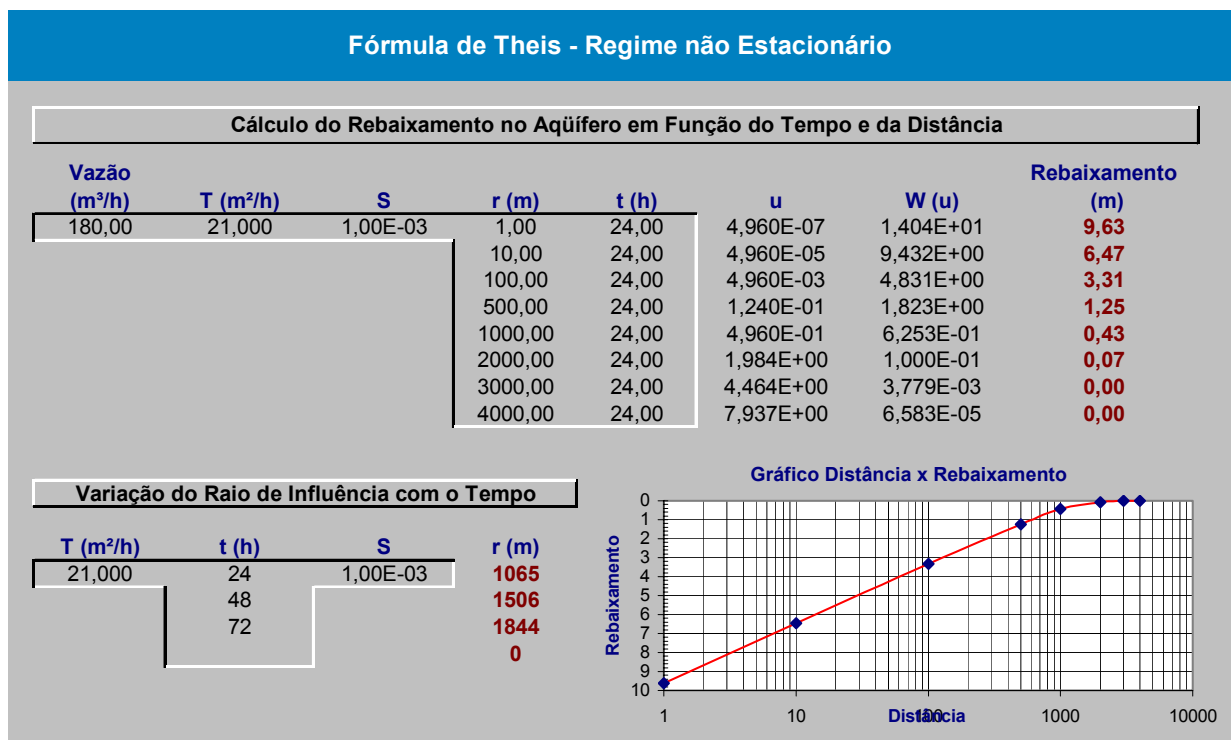 Fórmula de Theis - Regime não Estacionário
Cálculo do Rebaixamento no Aqüífero em Função do Tempo e da Distância
Vazão Rebaixamento
(m³/h) T (m²/h) S r (m) t (h) u W (u) (m)
180,00 21,000 1,00E-03 1,00 24,00 4,960E-07 1,404E+01 9,63
10,00 24,00 4,960E-05 9,432E+00 6,47
100,00 24,00 4,960E-03 4,831E+00 3,31
500,00 24,00 1,240E-01 1,823E+00 1,25
1000,00 24,00 4,960E-01 6,253E-01 0,43
2000,00 24,00 1,984E+00 1,000E-01 0,07
3000,00 24,00 4,464E+00 3,779E-03 0,00
4000,00 24,00 7,937E+00 6,583E-05 0,00
Variação do Raio de Influência com o Tempo
T (m²/h) t (h) S r (m)
21,000 24 1,00E-03 1065
48 1506
72 1844
0
Gráfico Distância x Rebaixamento
Rebaixamento
0
1
2
3
4
5
6
7
8
9
10
1 10 100 1000 10000
Distância